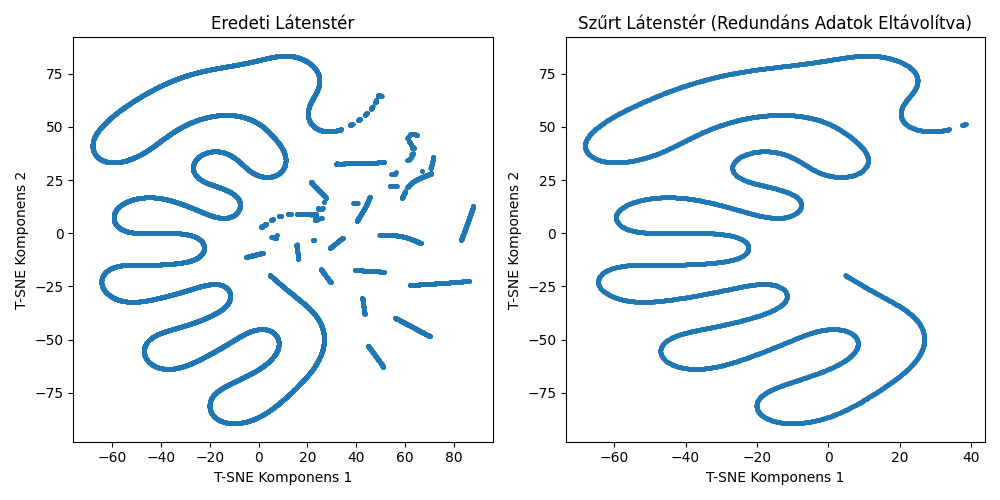 Eredeti Látenstér
T-SNE Komponens 2
75
50
25
0
−25
−50
−75
−60 −40 −20 0 20 40 60 80
T-SNE Komponens 1
Szűrt Látenstér (Redundáns Adatok Eltávolítva)
T-SNE Komponens 2
75
50
25
0
−25
−50
−75
−60 −40 −20 0 20 40
T-SNE Komponens 1